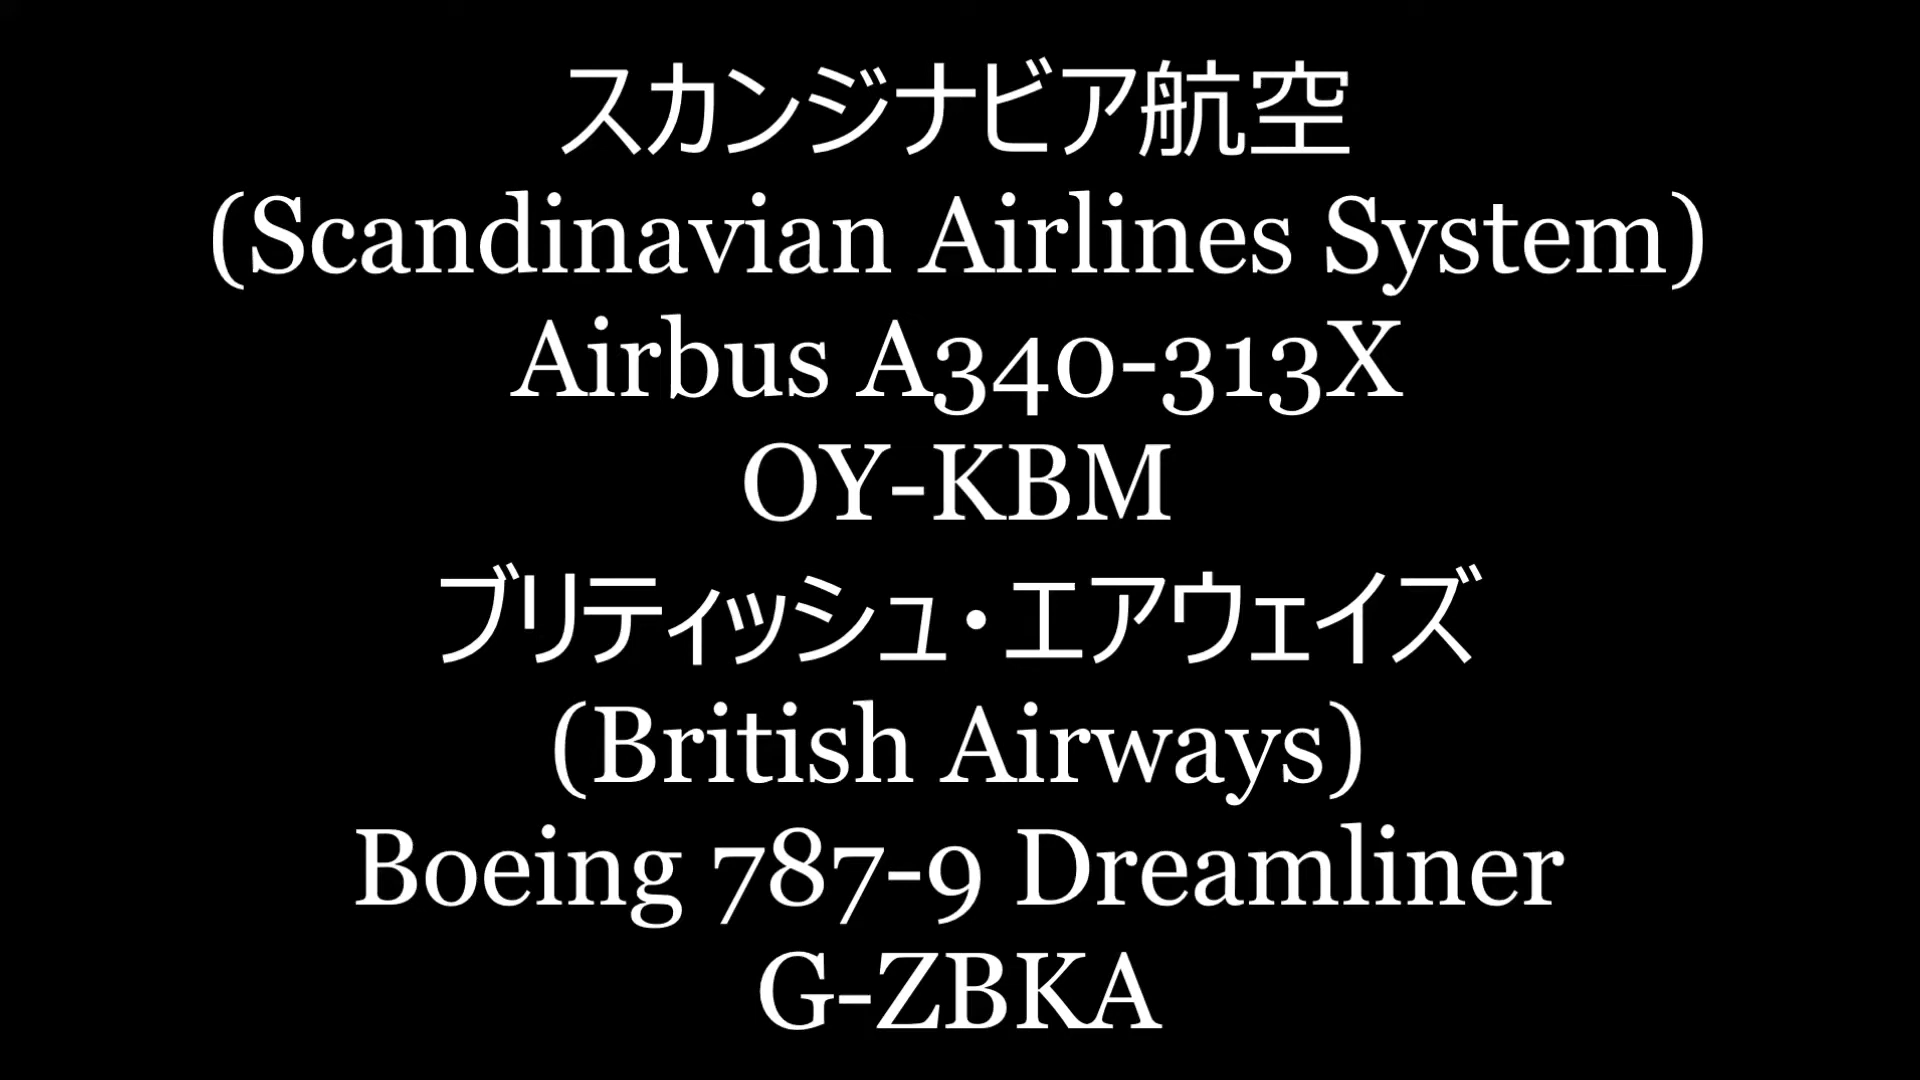 スカンジナビア航空
(Scandinavian Airlines System)
Airbus A340-313X
OY-KBM
ブリティッシュ・エアウェイズ
(British Airways)
Boeing 787-9 Dreamliner
G-ZBKA